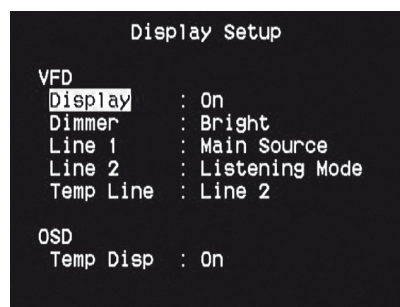 Display Setup
VFD
Display : On
Dimmer : Bright
Line 1 : Main Source
Line 2 : Listening Mode
Temp Line : Line 2
OSD
Temp Disp : On